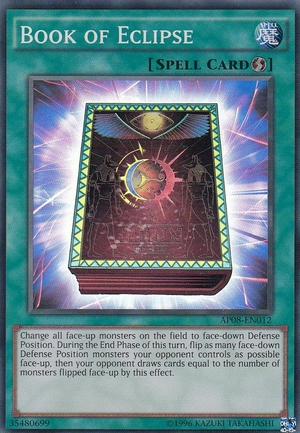 BOOK OF ECLIPSE
魔
[SPELL CARD]
AP08-EN012
Change all face-up monsters on the field to face-down Defense
Position. During the End Phase of this turn, flip as many face-down
Defense Position monsters your opponent controls as possible
face-up, then your opponent draws cards equal to the number of
monsters flipped face-up by this effect.
35480699
©1996 KAZUKI TAKAHASHI